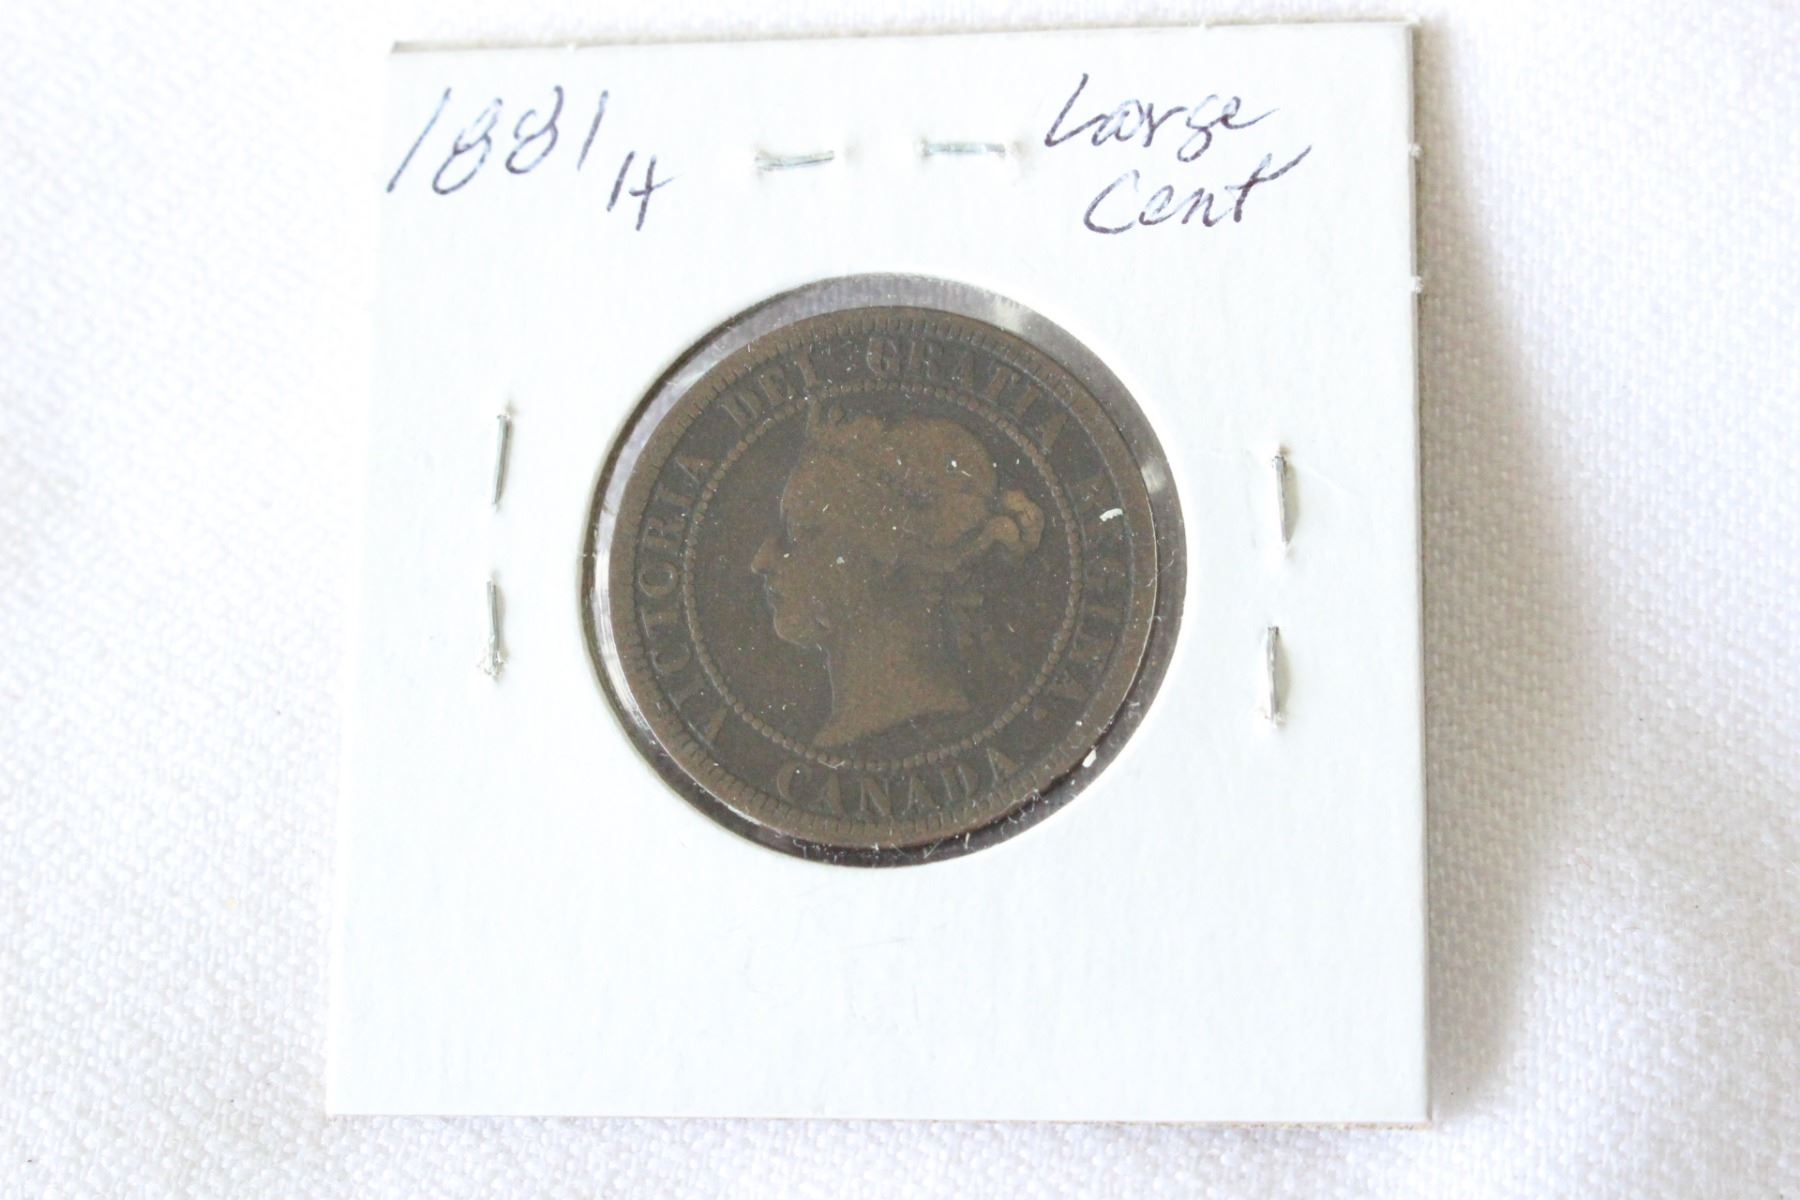 1881 H
Large
Cent
VICTORIA DEI GRATIA REGINA.
CANADA